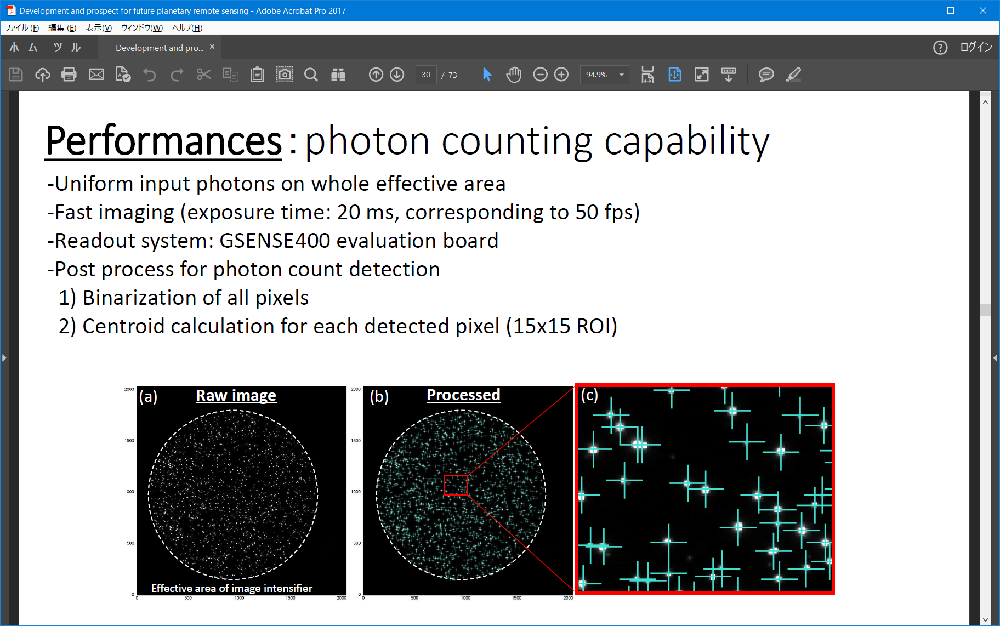 Development and prospect for future planetary remote sensing - Adobe Acrobat Pro 2017
ファイル (F) 編集 (E) 表示(V) ウィンドウ(W) ヘルプ(H)
ホーム ツール Development and pro... × ? ログイン
30 / 73 94.9%
Performances : photon counting capability
-Uniform input photons on whole effective area
-Fast imaging (exposure time: 20 ms, corresponding to 50 fps)
-Readout system: GSENSE400 evaluation board
-Post process for photon count detection
1) Binarization of all pixels
2) Centroid calculation for each detected pixel (15x15 ROI)
(a) Raw image
2000
1500
1000
500
0
Effective area of image intensifier
0 500 1000 1500 2000
(b) Processed
2000
1500
1000
500
0
0 500 1000 1500 2000
(c)